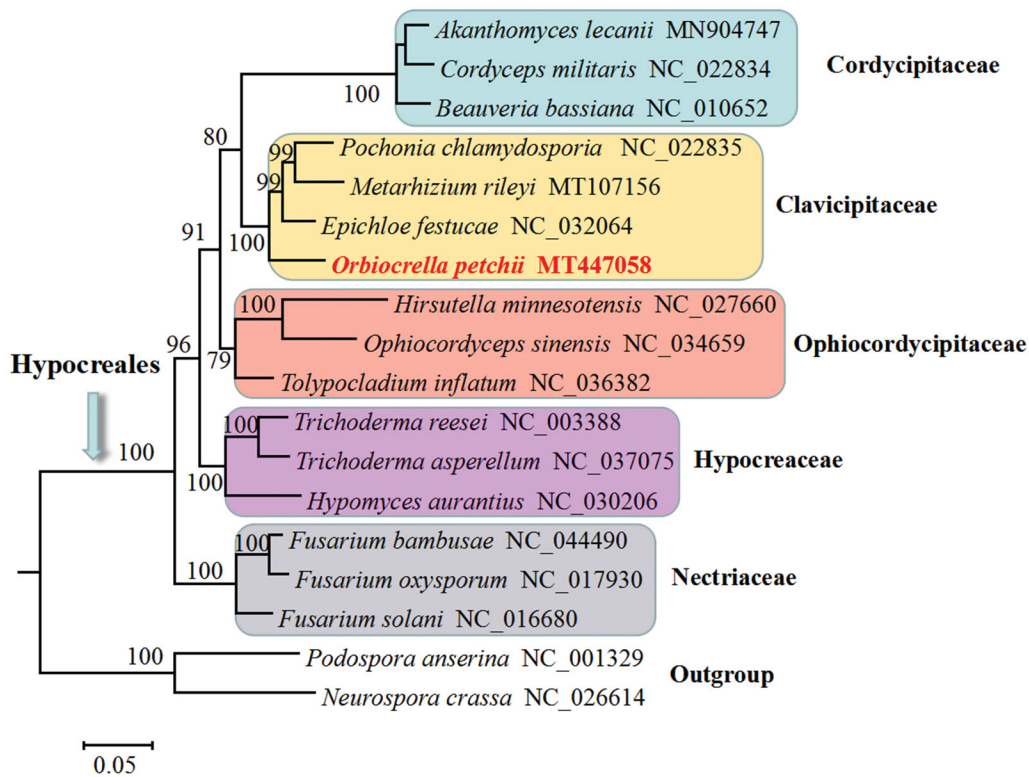 Akanthomyces lecanii MN904747
Cordyceps militaris NC_022834
Cordycipitaceae
100
Beauveria bassiana NC_010652
80
Pochonia chlamydosporia NC_022835
99
Metarhizium rileyi MT107156
99
Clavicipitaceae
Epichloe festucae NC_032064
91
100
Orbiocrella petchii MT447058
100
Hirsutella minnesotensis NC_027660
96
Ophiocordyceps sinensis NC_034659
Ophiocordycipitaceae
79
Hypocreales
Tolypocladium inflatum NC_036382
100
Trichoderma reesei NC_003388
100
Trichoderma asperellum NC_037075
Hypocreaceae
100
Hypomyces aurantius NC_030206
100
Fusarium bambusae NC_044490
100
Fusarium oxysporum NC_017930
Nectriaceae
Fusarium solani NC_016680
100
Podospora anserina NC_001329
Outgroup
Neurospora crassa NC_026614
0.05